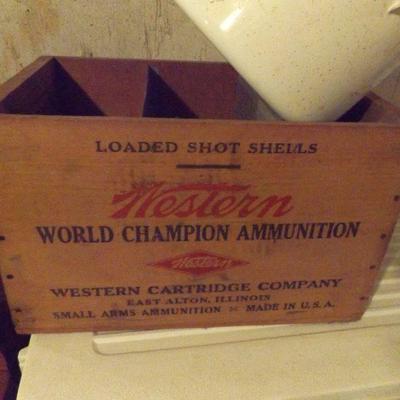 LOADED SHOT SHELLS
Western
WORLD CHAMPION AMMUNITION
Western
WESTERN CARTRIDGE COMPANY
EAST ALTON, ILLINOIS
SMALL ARMS AMMUNITION MADE IN U.S.A.